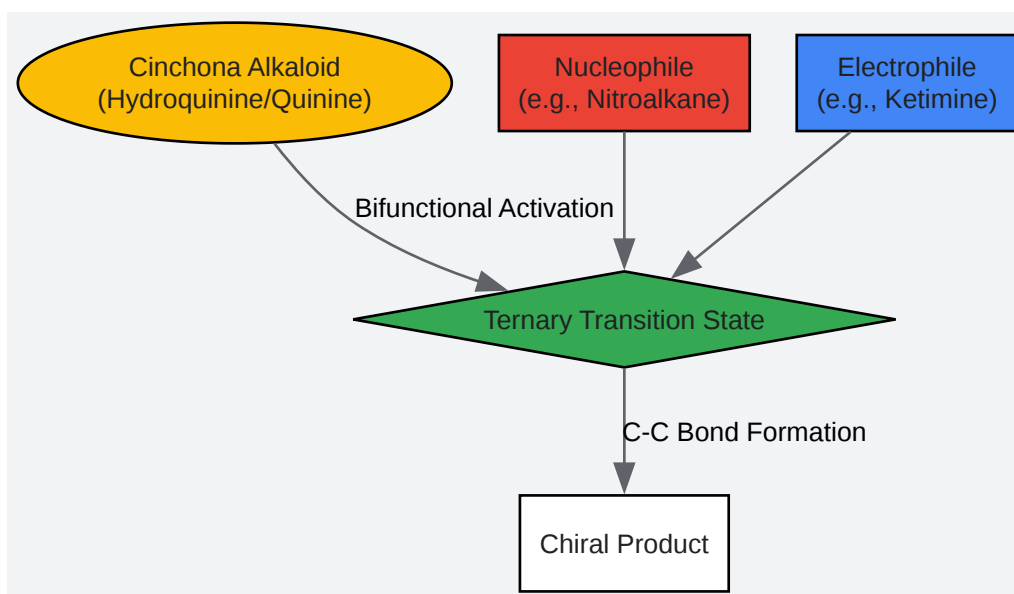 Cinchona Alkaloid
(Hydroquinine/Quinine)
Nucleophile
(e.g., Nitroalkane)
Electrophile
(e.g., Ketimine)
Bifunctional Activation
Ternary Transition State
C-C Bond Formation
Chiral Product